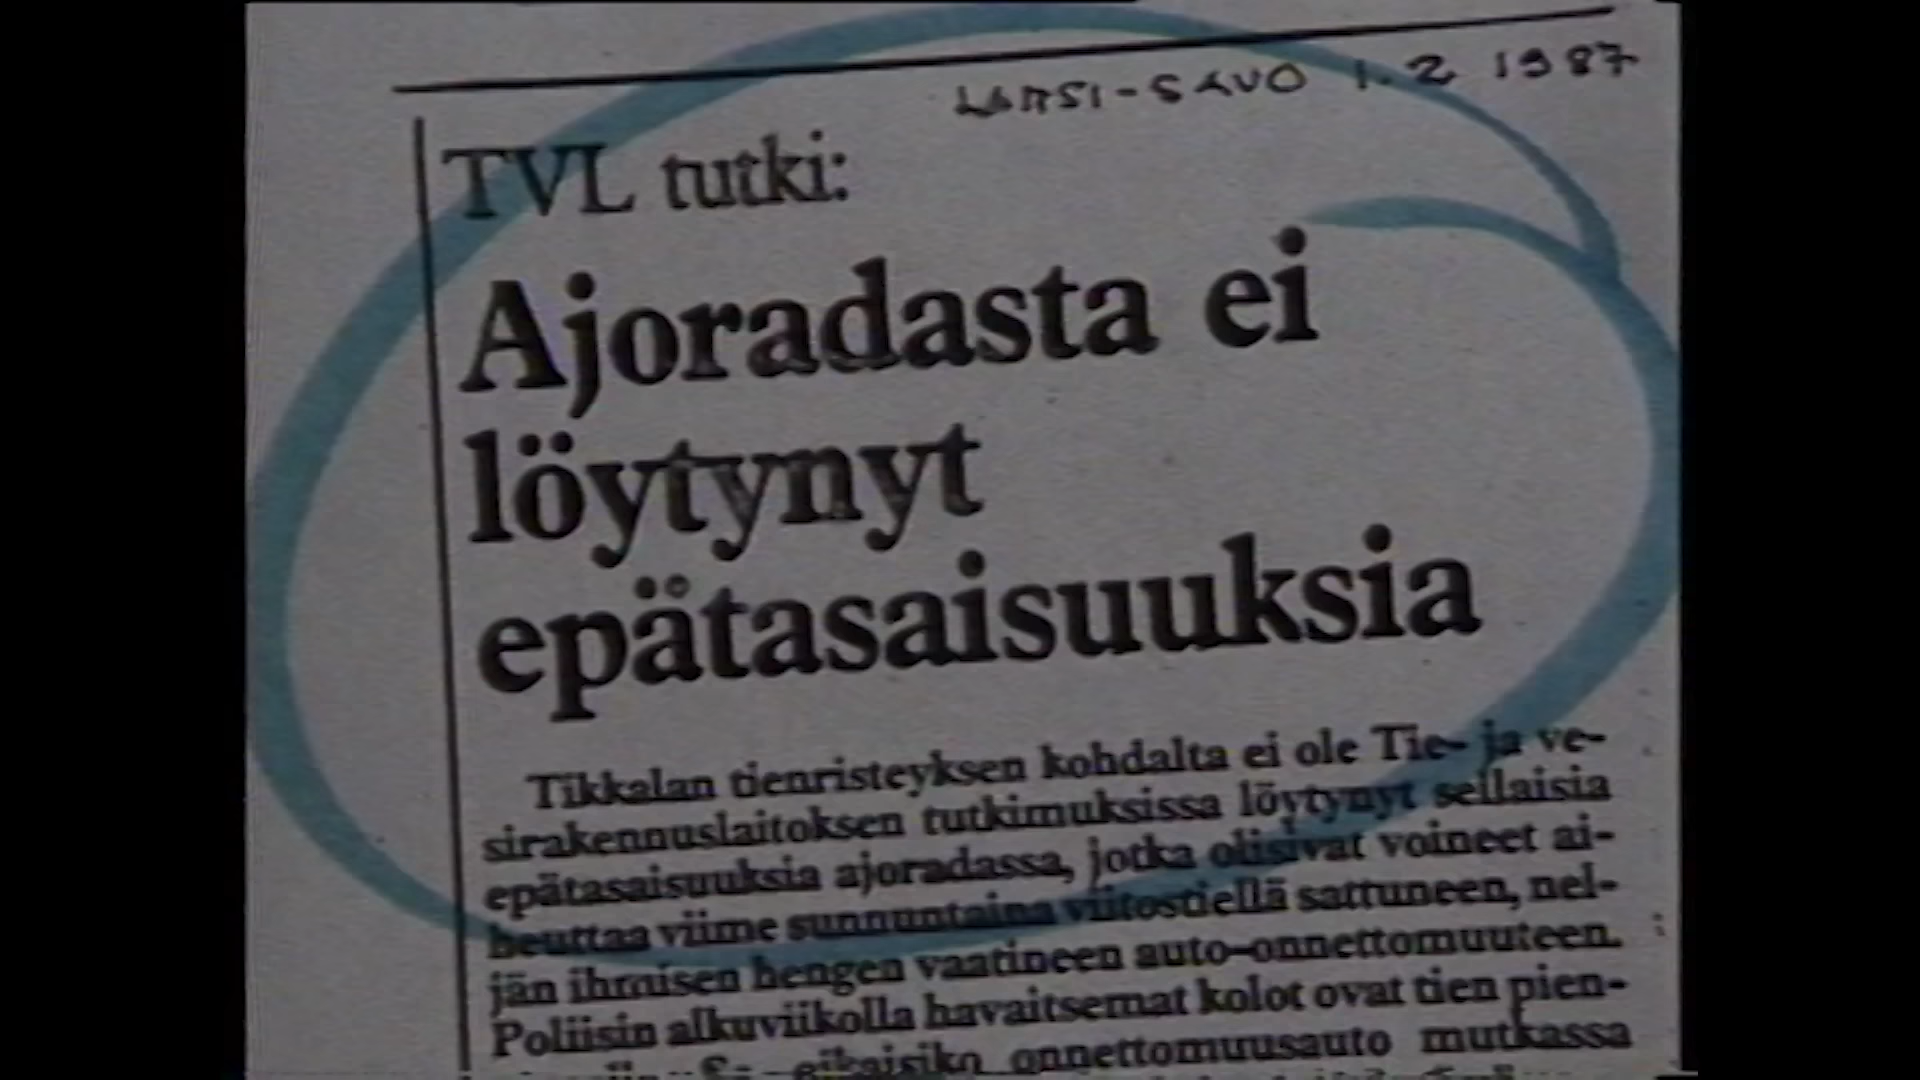 LÄNSI-SAVO 1.2 1987
TVL tutki:
Ajoradasta ei
löytynyt
epätasaisuuksia
Tikkalan tienristeyksen kohdalta ei ole Tie- ja ve-
sirakennuslaitoksen tutkimuksissa löytynyt sellaisia
epätasaisuuksia ajoradassa, jotka olisivat voineet ai-
heuttaa viime sunnuntaina viitostiellä sattuneen, nel-
jän ihmisen hengen vaatineen auto-onnettomuuteen.
Poliisin alkuviikolla havaitsemat kolot ovat tien pien-
onnettomuusauto mutkassa